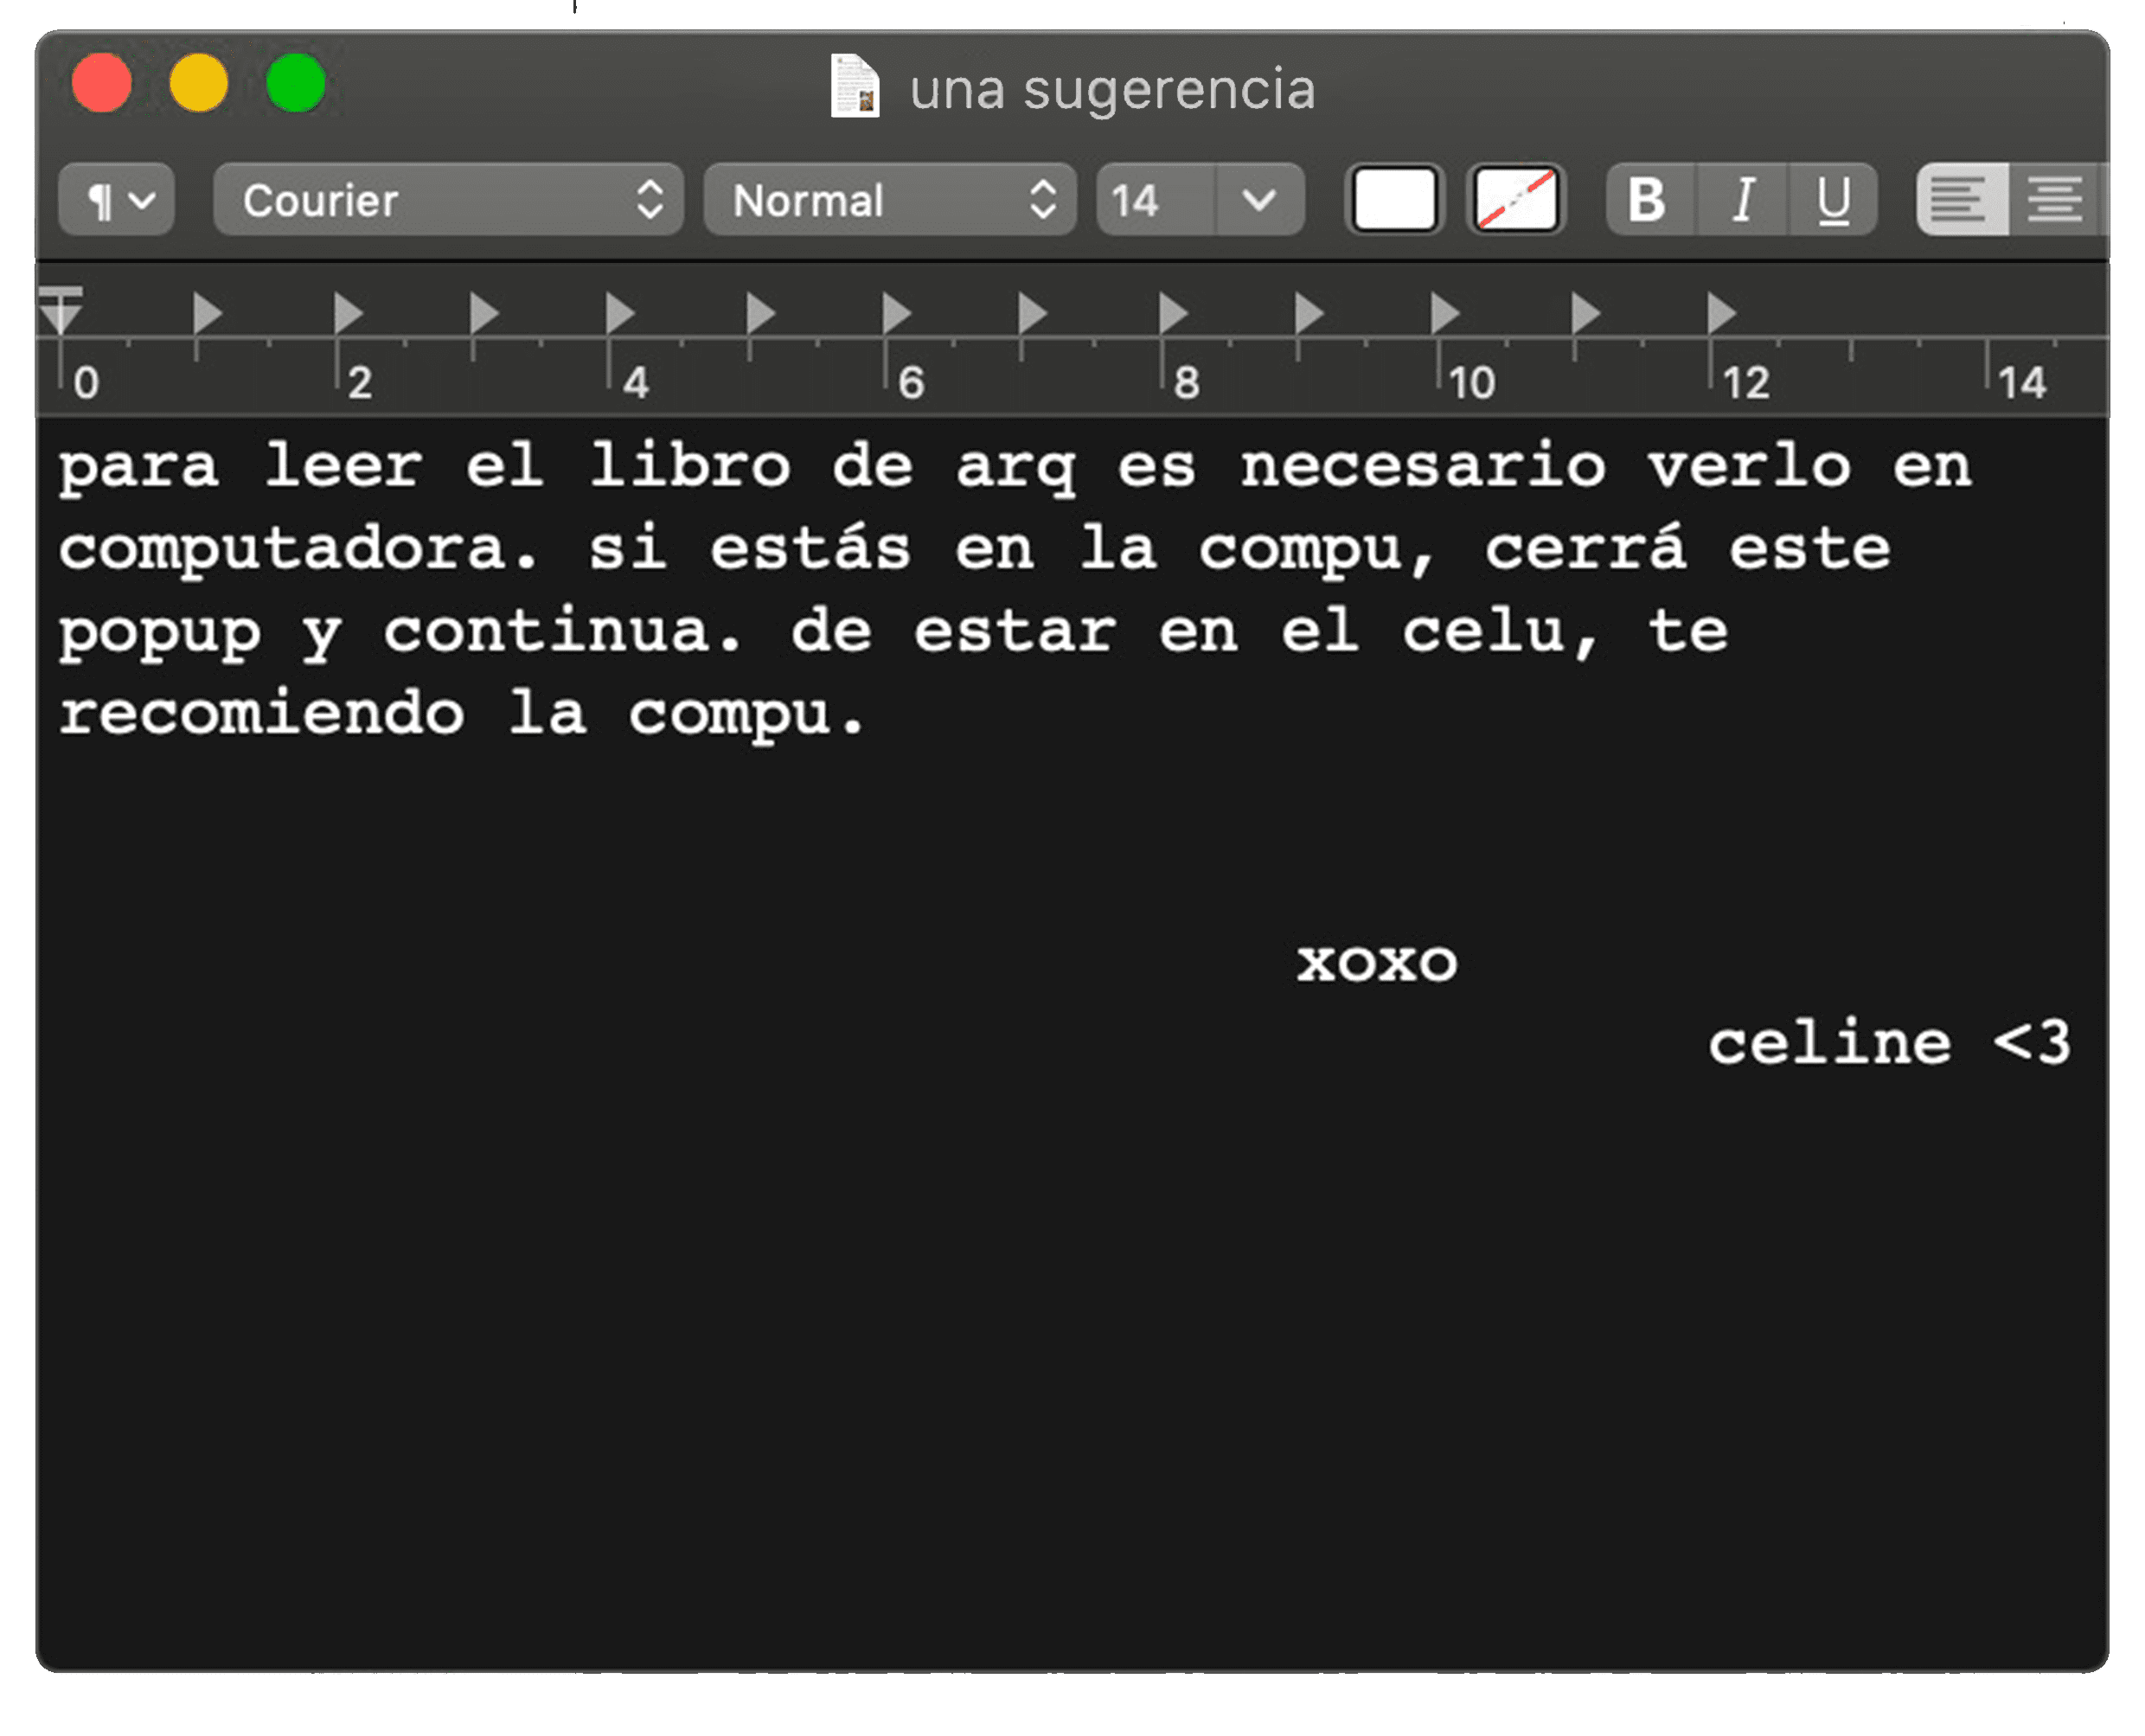 una sugerencia
¶ Courier Normal 14 B I U
0 2 4 6 8 10 12 14
para leer el libro de arq es necesario verlo en
computadora. si estás en la compu, cerrá este
popup y continua. de estar en el celu, te
recomiendo la compu.
xoxo
celine <3